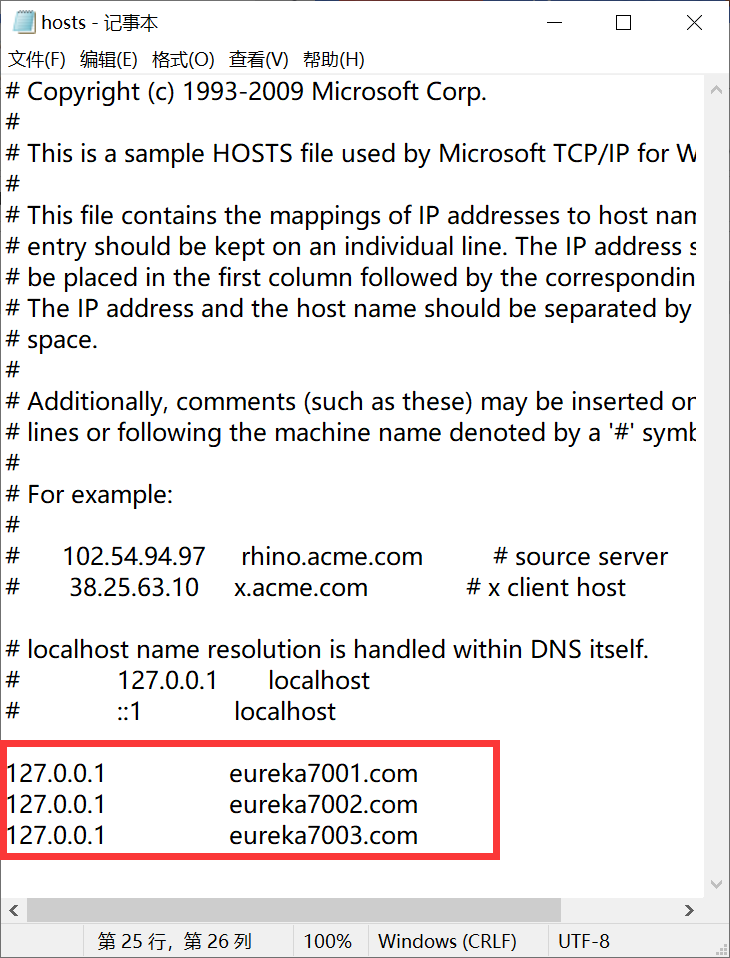 hosts - 记事本
文件(F) 编辑(E) 格式(O) 查看(V) 帮助(H)
# Copyright (c) 1993-2009 Microsoft Corp.
#
# This is a sample HOSTS file used by Microsoft TCP/IP for W
#
# This file contains the mappings of IP addresses to host nam
# entry should be kept on an individual line. The IP address s
# be placed in the first column followed by the correspondin
# The IP address and the host name should be separated by
# space.
#
# Additionally, comments (such as these) may be inserted on
# lines or following the machine name denoted by a '#' symb
#
# For example:
#
# 102.54.94.97 rhino.acme.com # source server
# 38.25.63.10 x.acme.com # x client host
# localhost name resolution is handled within DNS itself.
# 127.0.0.1 localhost
# ::1 localhost
127.0.0.1 eureka7001.com
127.0.0.1 eureka7002.com
127.0.0.1 eureka7003.com
第 25 行，第 26 列 100% Windows (CRLF) UTF-8